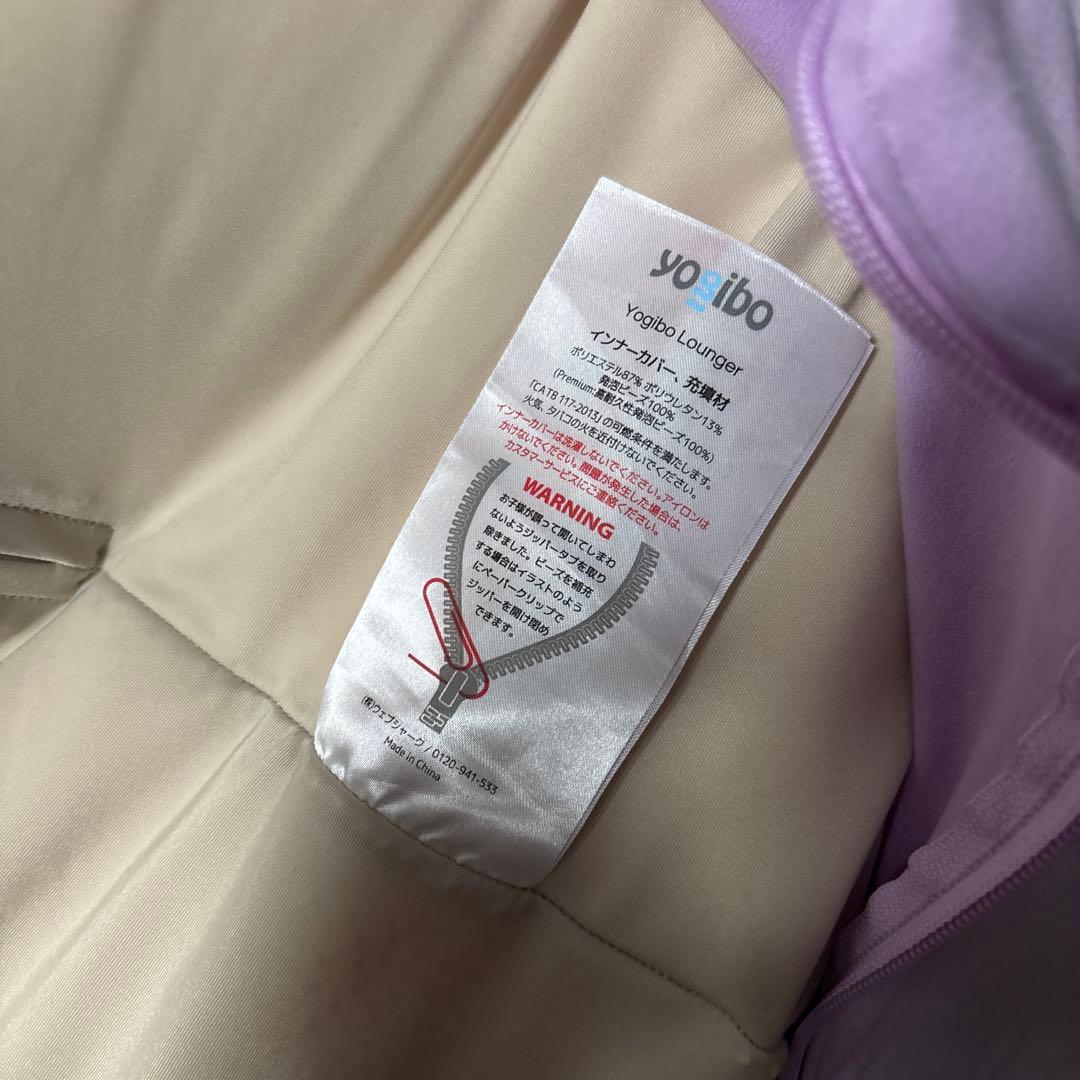 yogibo
Yogibo Lounger
インナーカバー、充填材
ポリエステル87% ポリウレタン13%
発泡ビーズ100%
(Premium:高耐久性発泡ビーズ100%)
「CATB 117-2013」の可燃条件を満たします。
火気、タバコの火を近付けないでください。
インナーカバーは洗濯しないでください。アイロンは
かけないでください。問題が発生した場合は、
カスタマーサービスにご連絡ください。
WARNING
お子様が誤って開いてしまわ
ないようジッパータブを取り
除きました。ビーズを補充
する場合はイラストのよう
にペーパークリップで
ジッパーを開け閉め
できます。
(株)ウェブシャーク / 0120-941-533
Made in China